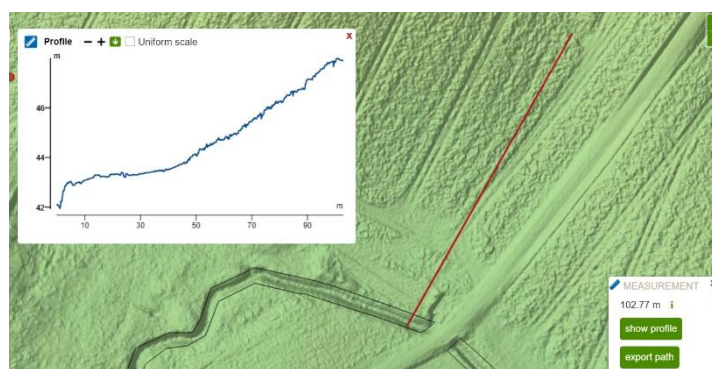 Profile − + Uniform scale x
m
46
44
42
10 30 50 70 90 m
MEASUREMENT
102.77 m i
show profile
export path